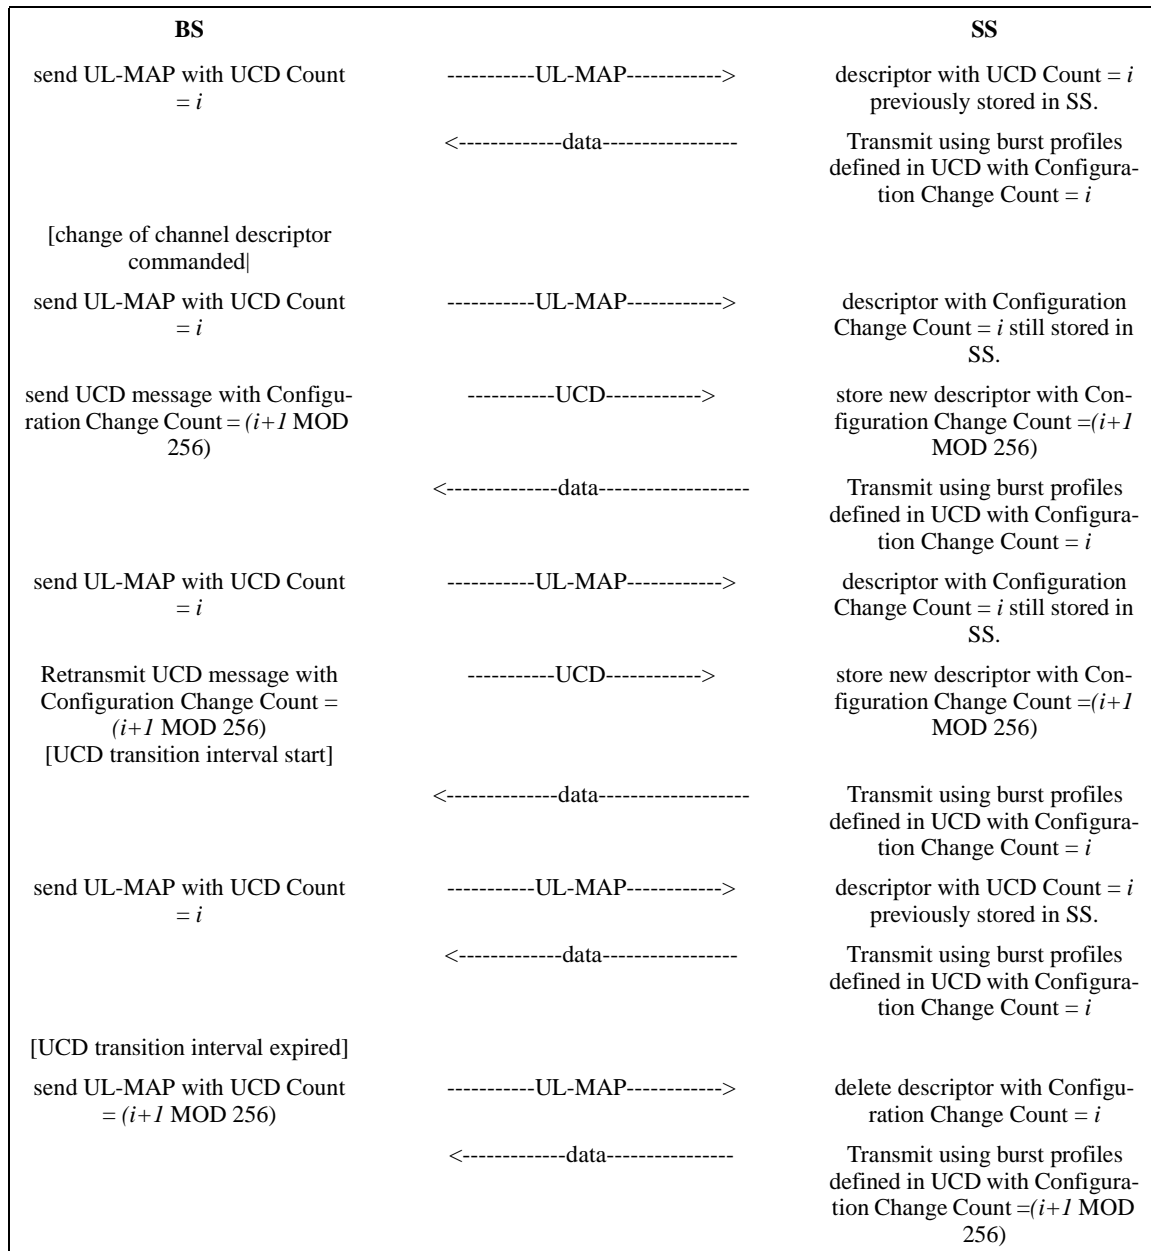 BS SS
send UL-MAP with UCD Count -----------UL-MAP------------> descriptor with UCD Count = i
= i previously stored in SS.
<-------------data----------------- Transmit using burst profiles
defined in UCD with Configura-
tion Change Count = i
[change of channel descriptor
commanded|
send UL-MAP with UCD Count -----------UL-MAP------------> descriptor with Configuration
= i Change Count = i still stored in
SS.
send UCD message with Configu- -----------UCD------------> store new descriptor with Con-
ration Change Count = (i+1 MOD figuration Change Count =(i+1
256) MOD 256)
<--------------data------------------- Transmit using burst profiles
defined in UCD with Configura-
tion Change Count = i
send UL-MAP with UCD Count -----------UL-MAP------------> descriptor with Configuration
= i Change Count = i still stored in
SS.
Retransmit UCD message with -----------UCD------------> store new descriptor with Con-
Configuration Change Count = figuration Change Count =(i+1
(i+1 MOD 256) MOD 256)
[UCD transition interval start]
<--------------data------------------- Transmit using burst profiles
defined in UCD with Configura-
tion Change Count = i
send UL-MAP with UCD Count -----------UL-MAP------------> descriptor with UCD Count = i
= i previously stored in SS.
<-------------data----------------- Transmit using burst profiles
defined in UCD with Configura-
tion Change Count = i
[UCD transition interval expired]
send UL-MAP with UCD Count -----------UL-MAP------------> delete descriptor with Configu-
= (i+1 MOD 256) ration Change Count = i
<-------------data---------------- Transmit using burst profiles
defined in UCD with Configura-
tion Change Count =(i+1 MOD
256)